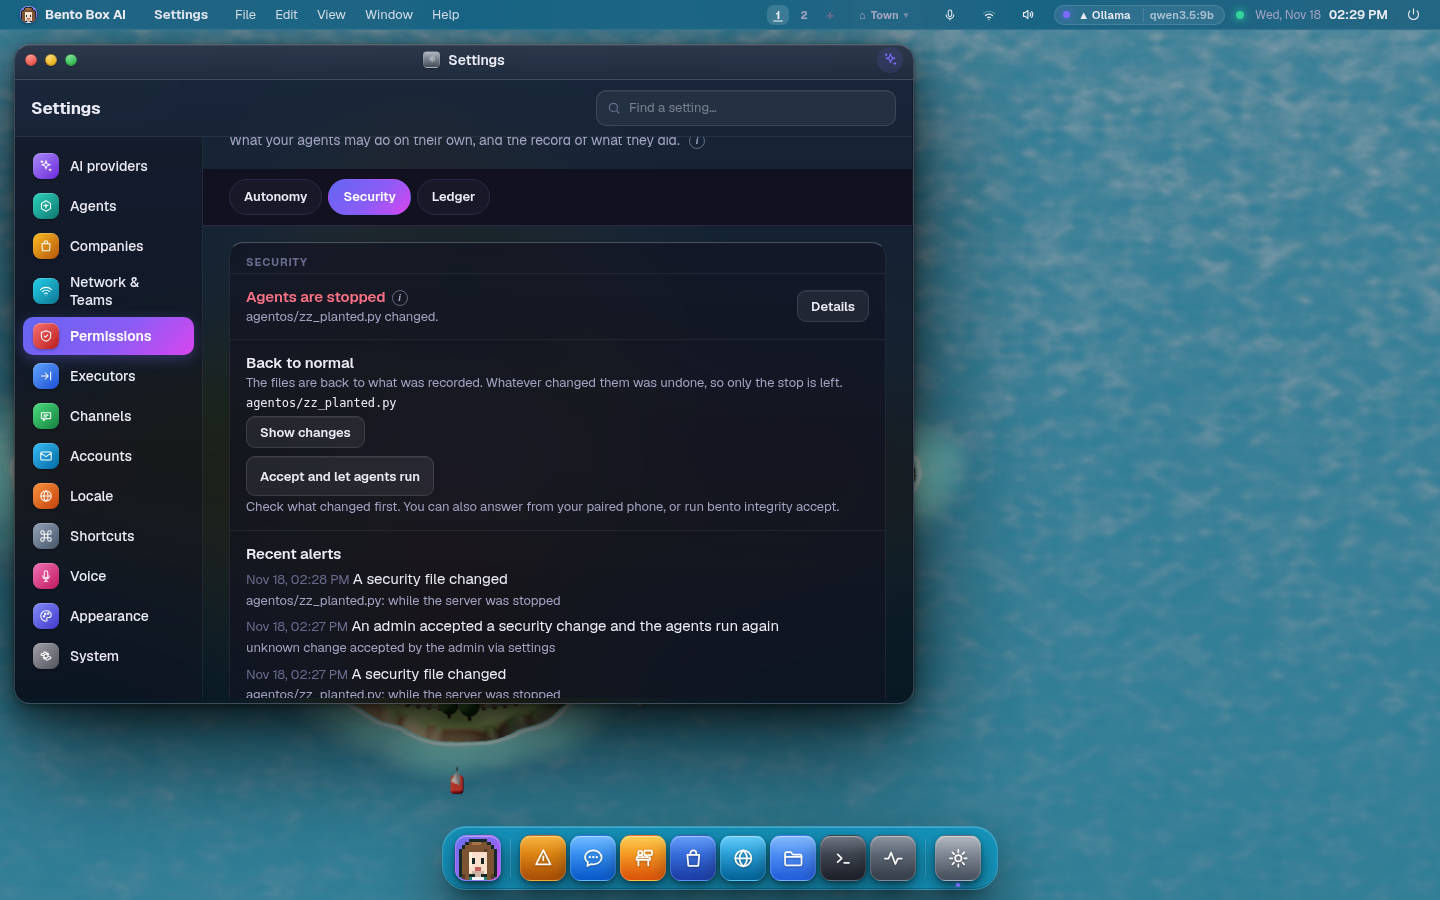 Bento Box AI
Settings
File
Edit
View
Window
Help
1
2
+
Town
Ollama
qwen3.5:9b
Wed, Nov 18
02:29 PM
Settings
Settings
Find a setting…
AI providers
Agents
Companies
Network &
Teams
Permissions
Executors
Channels
Accounts
Locale
Shortcuts
Voice
Appearance
System
What your agents may do on their own, and the record of what they did.
Autonomy
Security
Ledger
SECURITY
Agents are stopped
agentos/zz_planted.py changed.
Details
Back to normal
The files are back to what was recorded. Whatever changed them was undone, so only the stop is left.
agentos/zz_planted.py
Show changes
Accept and let agents run
Check what changed first. You can also answer from your paired phone, or run bento integrity accept.
Recent alerts
Nov 18, 02:28 PM A security file changed
agentos/zz_planted.py: while the server was stopped
Nov 18, 02:27 PM An admin accepted a security change and the agents run again
unknown change accepted by the admin via settings
Nov 18, 02:27 PM A security file changed
agentos/zz_planted.py: while the server was stopped